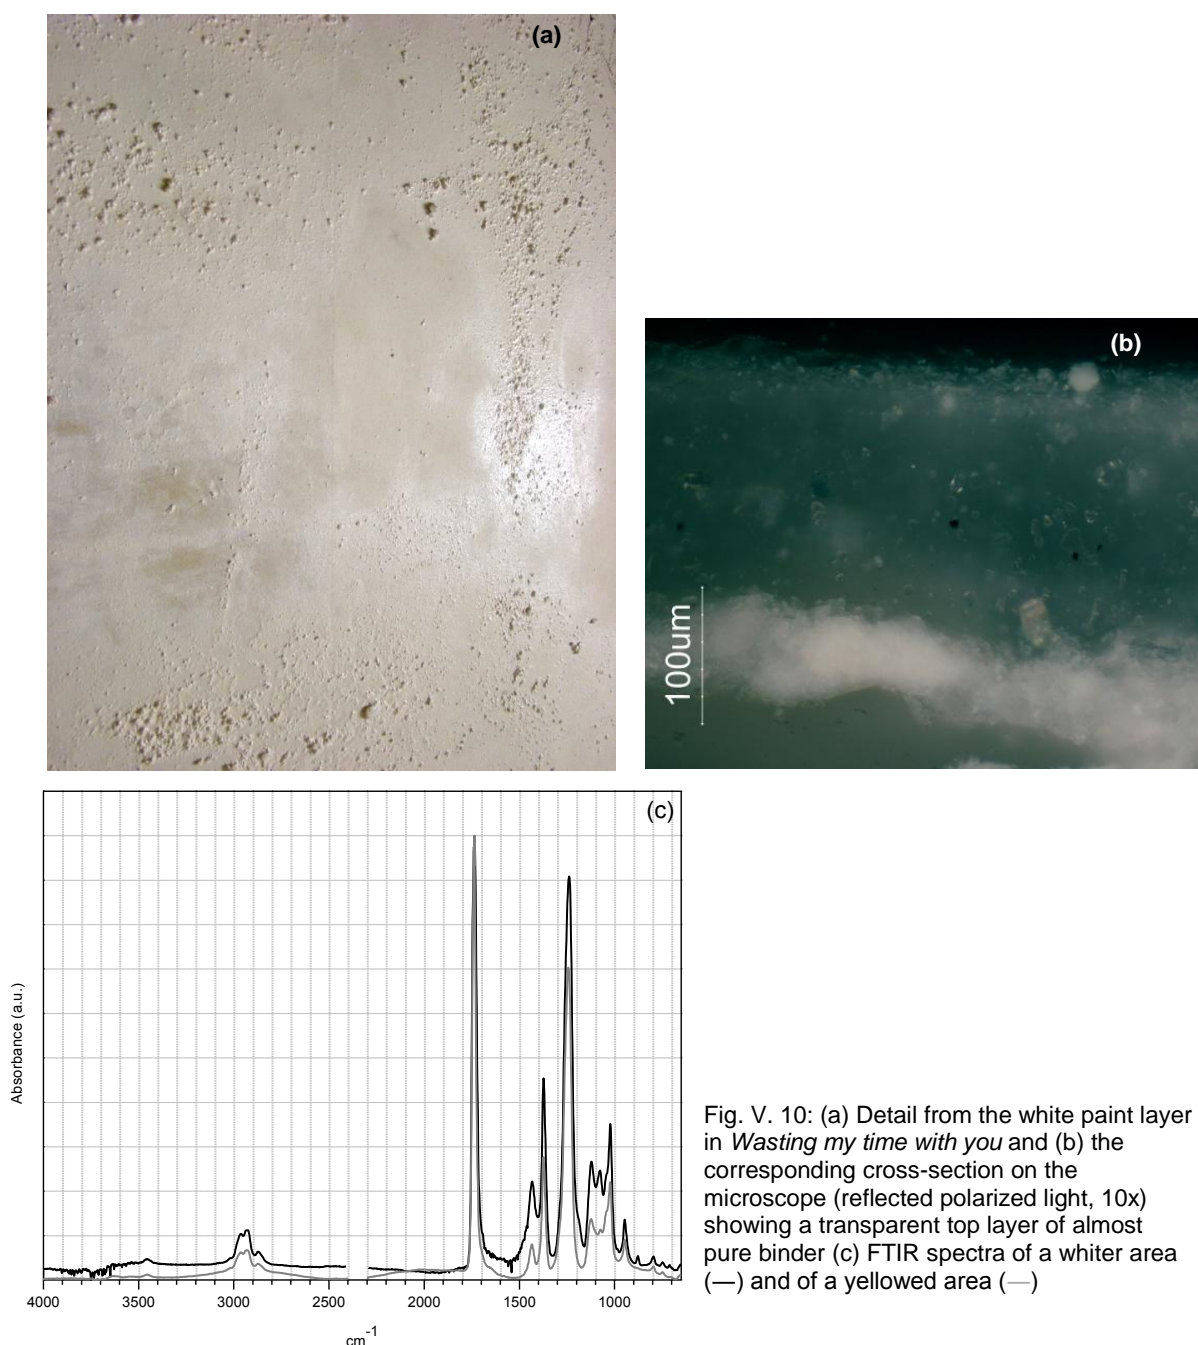 (a)
(b)
100um
(c)
Absorbance (a.u.)
4000 3500 3000 2500 2000 1500 1000
cm-1
Fig. V. 10: (a) Detail from the white paint layer
in Wasting my time with you and (b) the
corresponding cross-section on the
microscope (reflected polarized light, 10x)
showing a transparent top layer of almost
pure binder (c) FTIR spectra of a whiter area
(—) and of a yellowed area (—)